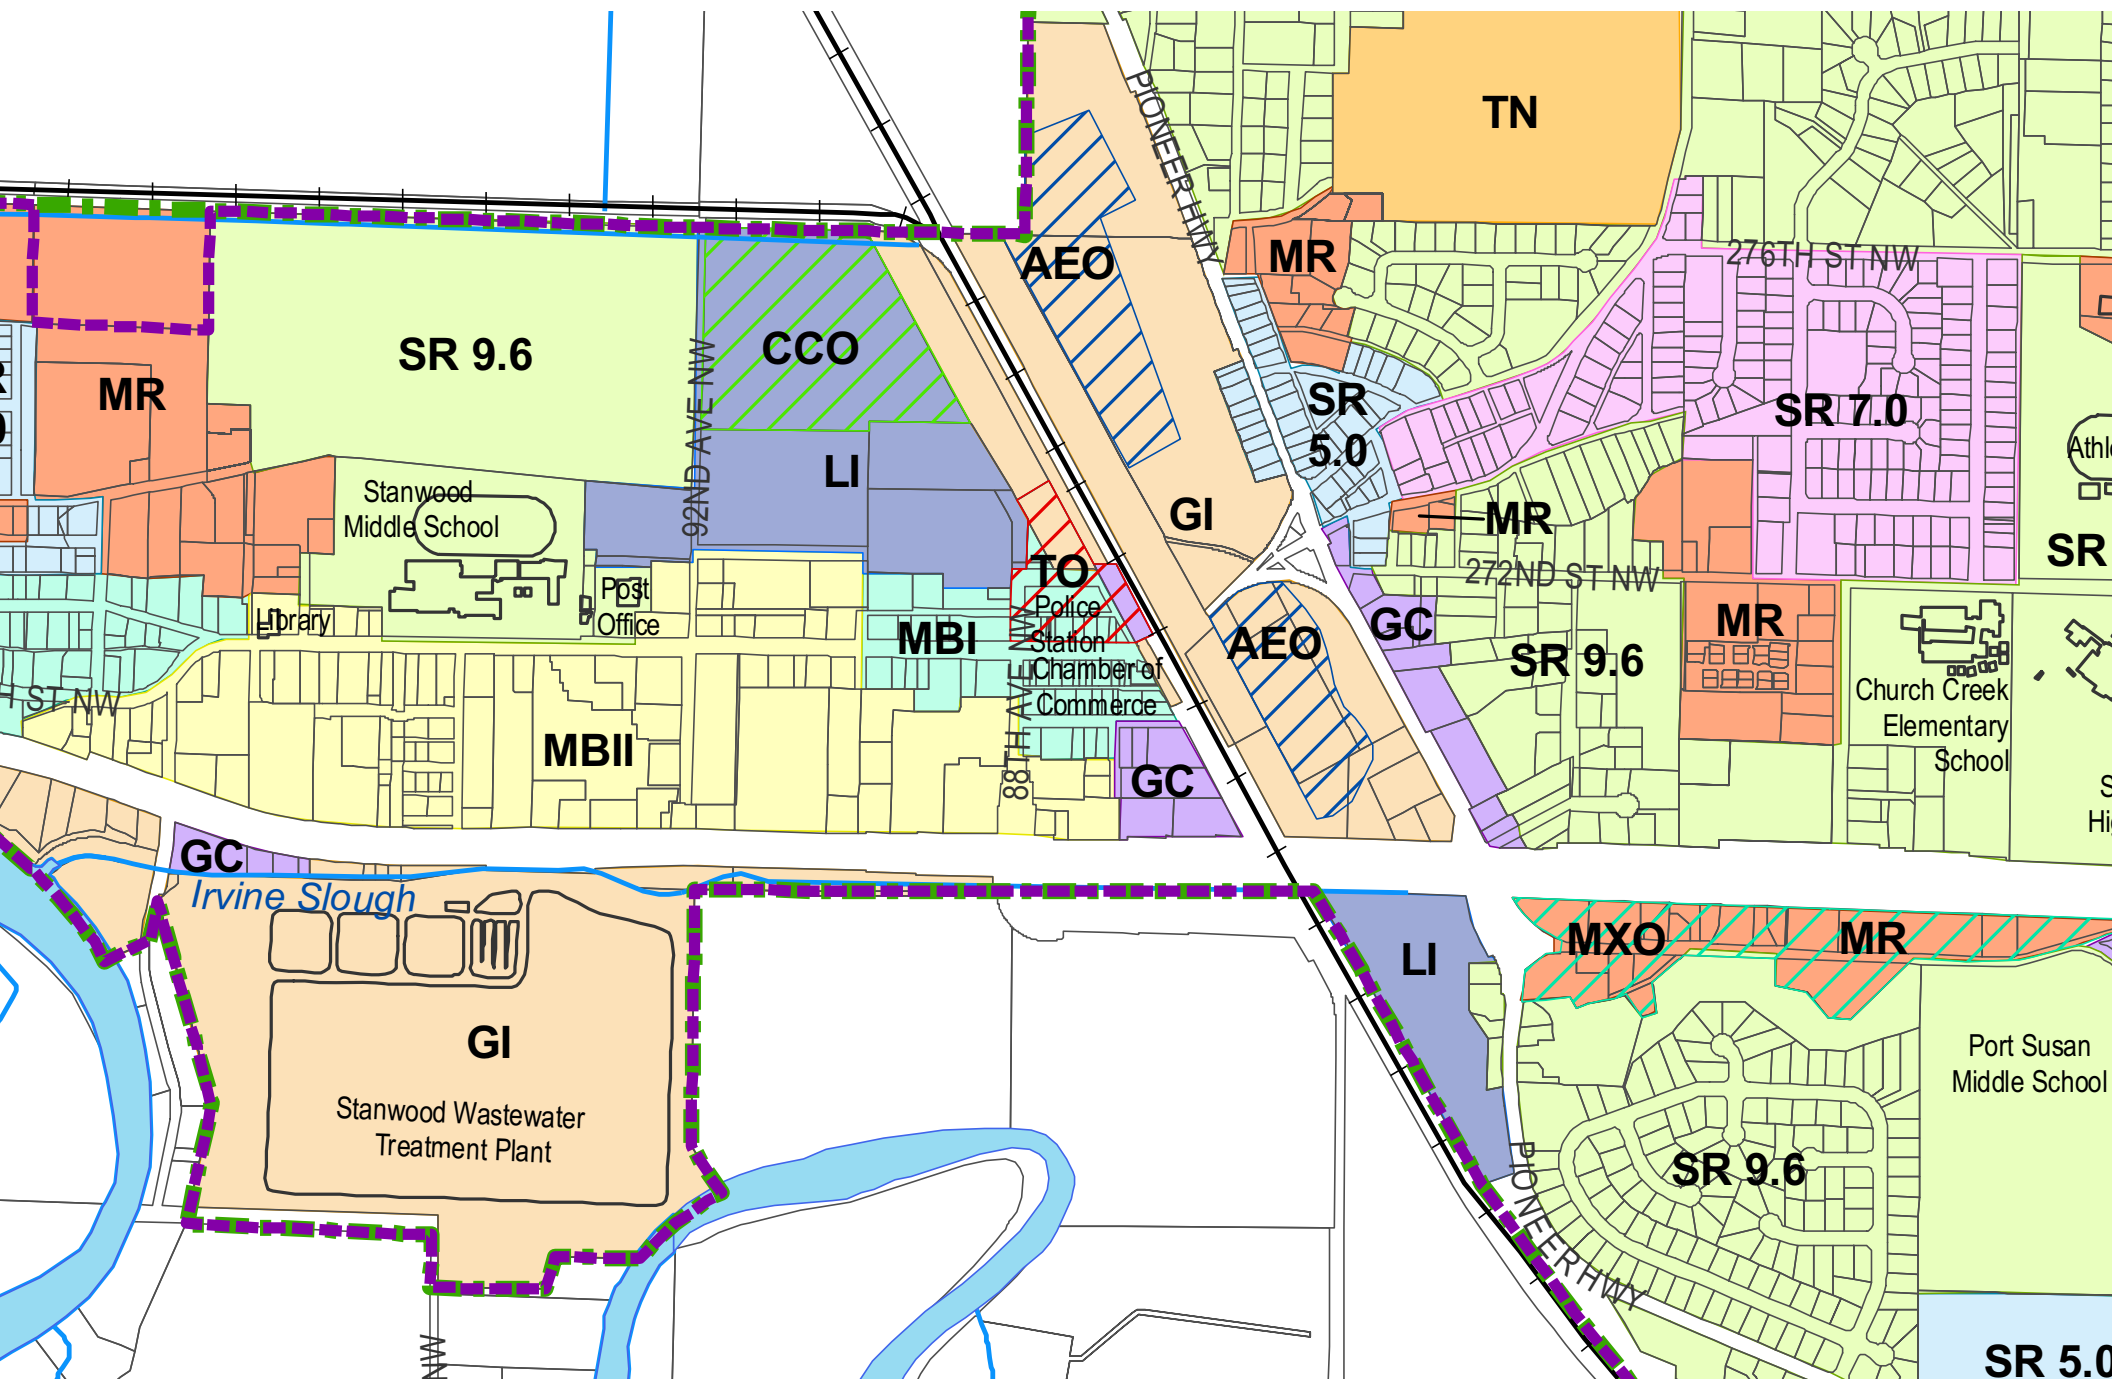 TN
PIONEER HWY
MR
276TH ST NW
AEO
CCO
SR 9.6
MR
SR
5.0
SR 7.0
92ND AVE NW
LI
Stanwood
Middle School
GI
MR
SR
TO
272ND ST NW
Post
Office
Library
Police
Station
MBI
88TH AVE NW
Chamber of
Commerce
AEO
GC
SR 9.6
MR
Church Creek
Elementary
School
H ST NW
MBII
GC
GC
Irvine Slough
MXO
MR
LI
GI
Stanwood Wastewater
Treatment Plant
Port Susan
Middle School
SR 9.6
PIONEER HWY
NW
SR 5.0